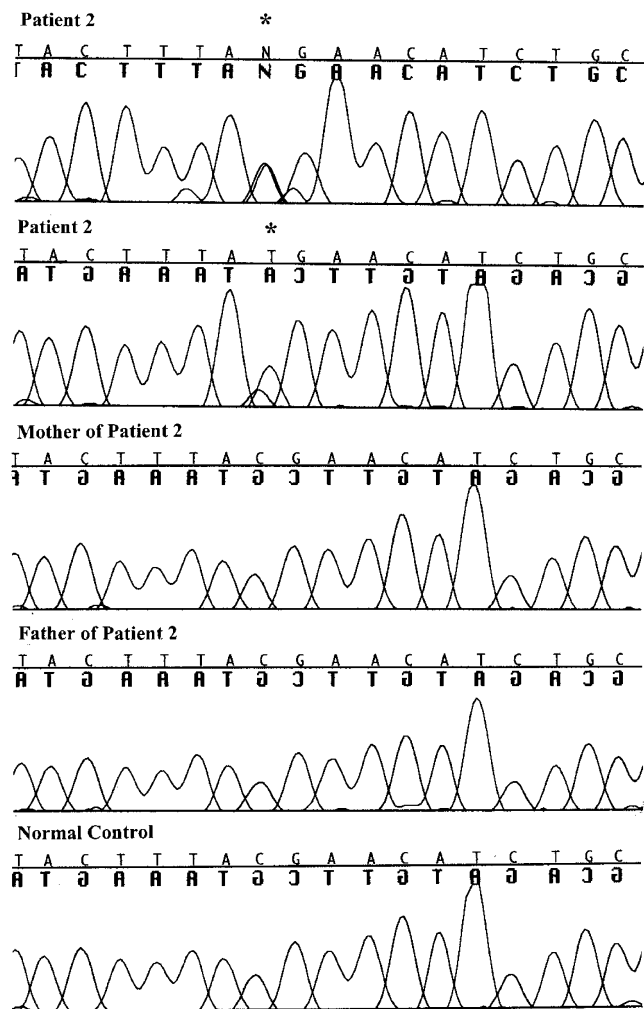 Patient 2 *
T A C T T T A N G A A C A T C T G C
T A C T T T A N G A A C A T C T G C
Patient 2 *
T A C T T T A T G A A C A T C T G C
A T G A A A T A C T T G T A G A C G
Mother of Patient 2
T A C T T T A C G A A C A T C T G C
A T G A A A T G C T T G T A G A C G
Father of Patient 2
T A C T T T A C G A A C A T C T G C
A T G A A A T G C T T G T A G A C G
Normal Control
T A C T T T A C G A A C A T C T G C
A T G A A A T G C T T G T A G A C G